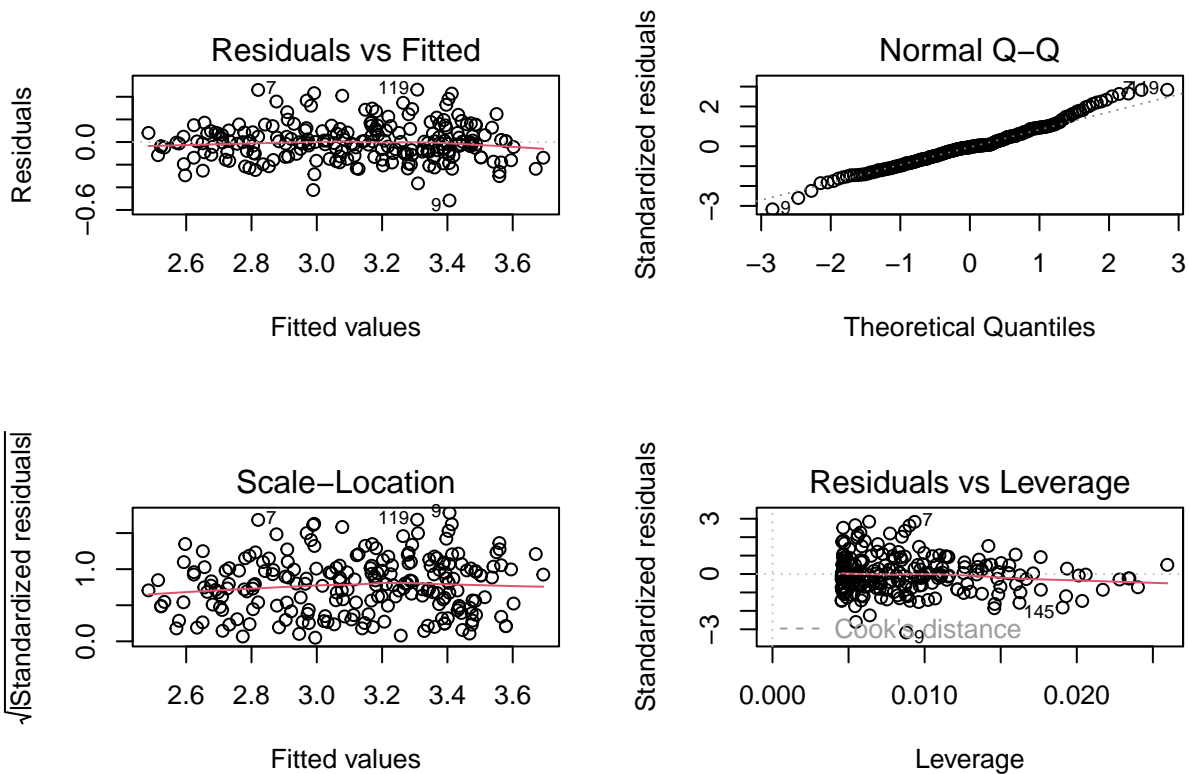 Residuals vs Fitted
Residuals
0.0
−0.6
7
119
9
2.6 2.8 3.0 3.2 3.4 3.6
Fitted values
Normal Q−Q
Standardized residuals
2
0
−3
7
119
9
−3 −2 −1 0 1 2 3
Theoretical Quantiles
Scale−Location
√|Standardized residuals|
1.0
0.0
7
119
9
2.6 2.8 3.0 3.2 3.4 3.6
Fitted values
Residuals vs Leverage
Standardized residuals
3
0
−3
7
145
9
Cook's distance
0.000 0.010 0.020
Leverage